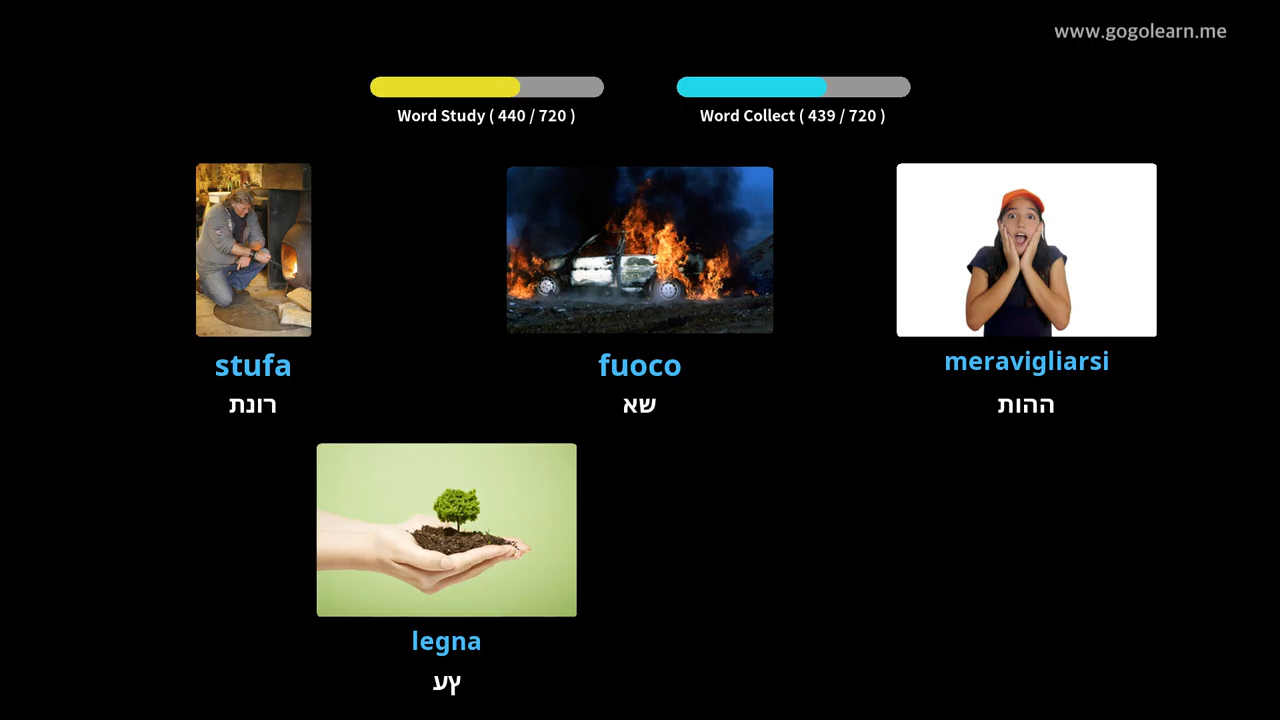 www.gogolearn.me
Word Study ( 440 / 720 )
Word Collect ( 439 / 720 )
stufa
רונת
fuoco
שא
meravigliarsi
ההות
legna
ץע